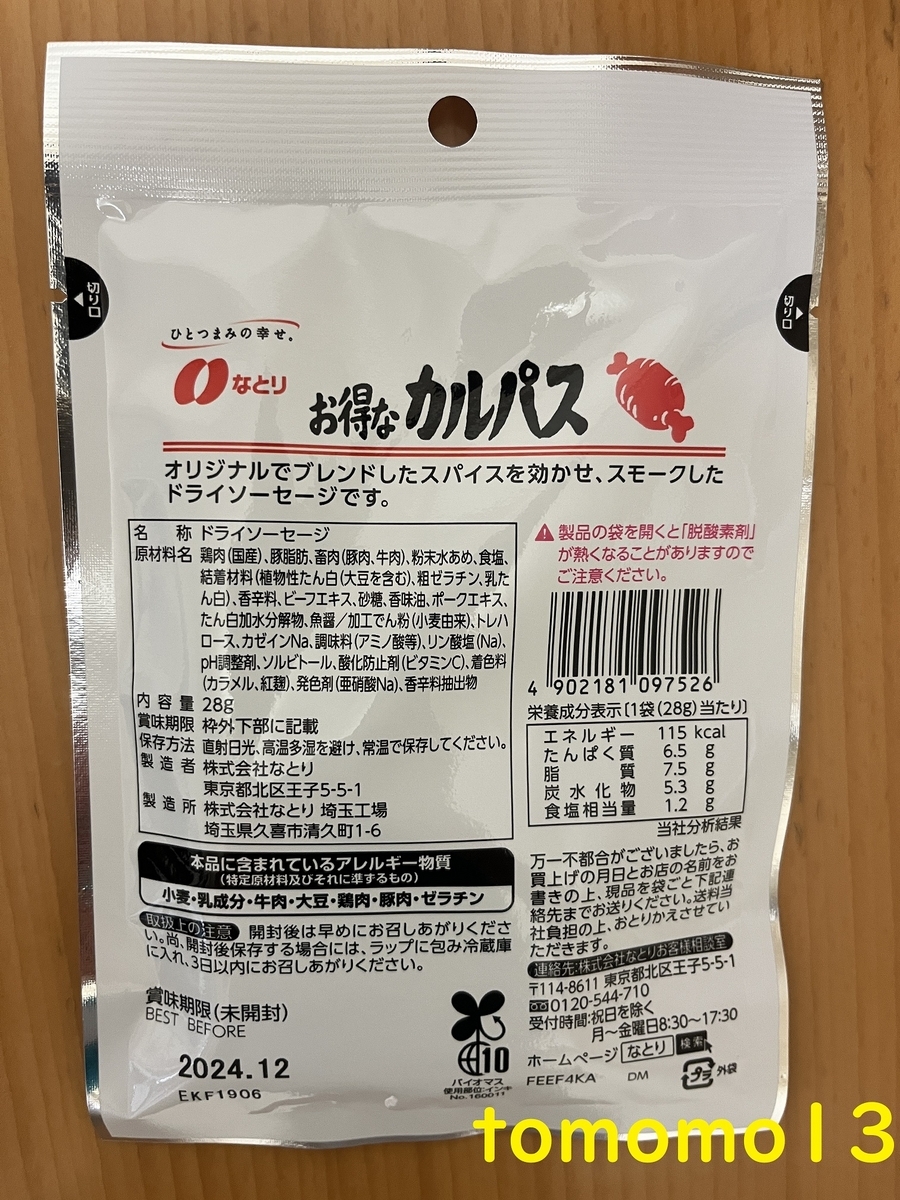 切り口
切り口
ひとつまみの幸せ。
なとり
お得なカルパス
オリジナルでブレンドしたスパイスを効かせ、スモークした
ドライソーセージです。
名称 ドライソーセージ
原材料名 鶏肉(国産)、豚脂肪、畜肉(豚肉、牛肉)、粉末水あめ、食塩、
結着材料(植物性たん白(大豆を含む)、粗ゼラチン、乳た
ん白)、香辛料、ビーフエキス、砂糖、香味油、ポークエキス、
たん白加水分解物、魚醤／加工でん粉(小麦由来)、トレハ
ロース、カゼインNa、調味料(アミノ酸等)、リン酸塩(Na)、
pH調整剤、ソルビトール、酸化防止剤(ビタミンC)、着色料
(カラメル、紅麹)、発色剤(亜硝酸Na)、香辛料抽出物
内容量 28g
賞味期限 枠外下部に記載
保存方法 直射日光、高温多湿を避け、常温で保存してください。
製造者 株式会社なとり
東京都北区王子5-5-1
製造所 株式会社なとり 埼玉工場
埼玉県久喜市清久町1-6
本品に含まれているアレルギー物質
(特定原材料及びそれに準ずるもの)
小麦・乳成分・牛肉・大豆・鶏肉・豚肉・ゼラチン
取扱上の注意 開封後は早めにお召しあがりくださ
い。尚、開封後保存する場合には、ラップに包み冷蔵庫
に入れ、3日以内にお召しあがりください。
賞味期限(未開封)
BEST BEFORE
2024.12
EKF1906
10
バイオマス
使用部位:インキ
No.160011
製品の袋を開くと「脱酸素剤」
が熱くなることがありますので
ご注意ください。
4 902181 097526
栄養成分表示〔1袋(28g)当たり〕
エネルギー 115 kcal
たんぱく質 6.5 g
脂質 7.5 g
炭水化物 5.3 g
食塩相当量 1.2 g
当社分析結果
万一不都合がございましたら、お
買上げの月日とお店の名前をお
書きの上、現品を袋ごと下記連
絡先までお送りください。送料当
社負担の上、おとりかえさせてい
ただきます。
連絡先:株式会社なとりお客様相談室
〒114-8611 東京都北区王子5-5-1
0120-544-710
受付時間:祝日を除く
月〜金曜日8:30〜17:30
ホームページ なとり 検索
FEEF4KA DM プラ 外袋
tomomo13